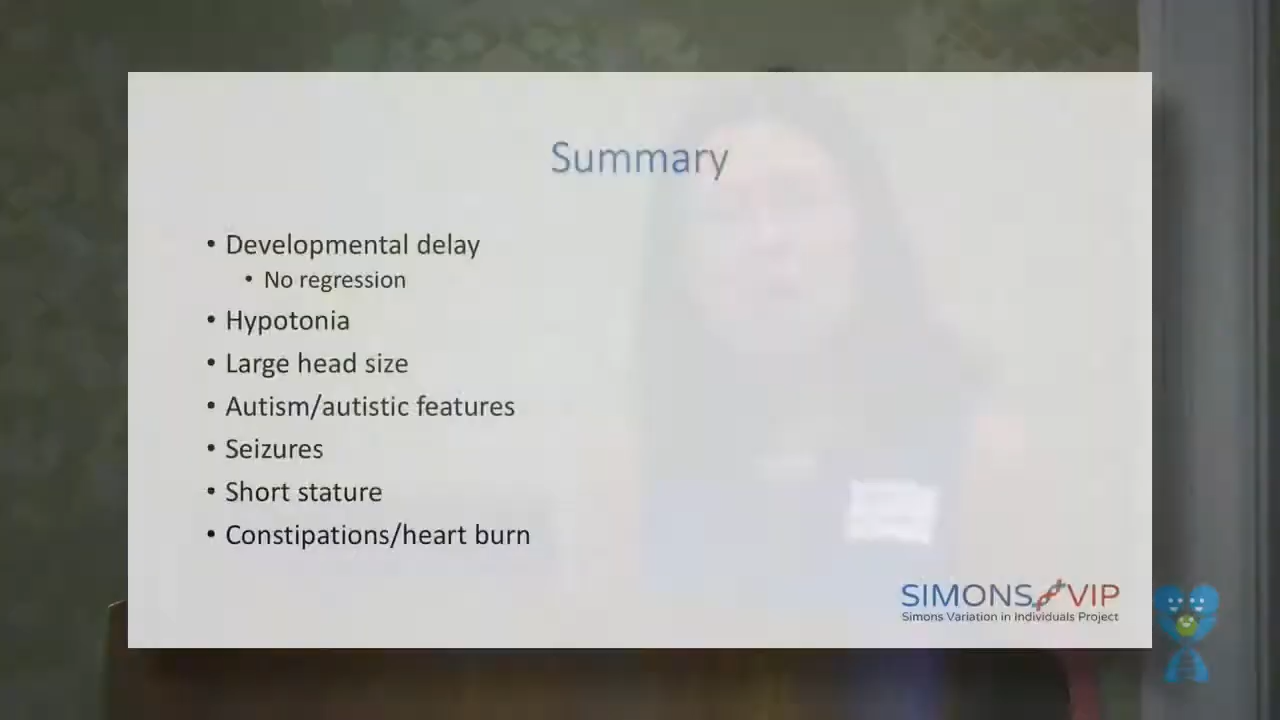 Summary
• Developmental delay
• No regression
• Hypotonia
• Large head size
• Autism/autistic features
• Seizures
• Short stature
• Constipations/heart burn
SIMONS VIP
Simons Variation in Individuals Project